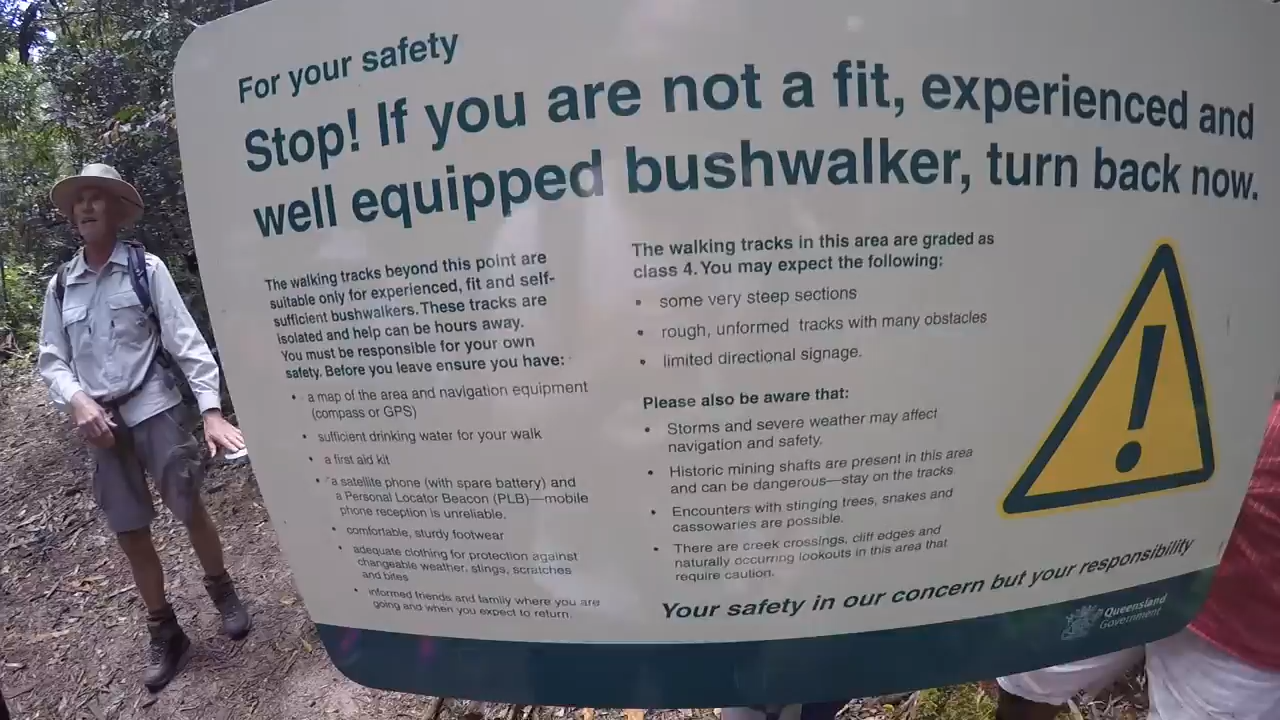 For your safety
Stop! If you are not a fit, experienced and
well equipped bushwalker, turn back now.
The walking tracks beyond this point are
suitable only for experienced, fit and self-
sufficient bushwalkers. These tracks are
isolated and help can be hours away.
You must be responsible for your own
safety. Before you leave ensure you have:
• a map of the area and navigation equipment
(compass or GPS)
• sufficient drinking water for your walk
• a first aid kit
• a satellite phone (with spare battery) and
a Personal Locator Beacon (PLB)—mobile
phone reception is unreliable.
• comfortable, sturdy footwear
• adequate clothing for protection against
changeable weather, stings, scratches
and bites
• informed friends and family where you are
going and when you expect to return.
The walking tracks in this area are graded as
class 4. You may expect the following:
• some very steep sections
• rough, unformed tracks with many obstacles
• limited directional signage.
Please also be aware that:
• Storms and severe weather may affect
navigation and safety.
• Historic mining shafts are present in this area
and can be dangerous—stay on the tracks
• Encounters with stinging trees, snakes and
cassowaries are possible.
• There are creek crossings, cliff edges and
naturally occurring lookouts in this area that
require caution.
Your safety in our concern but your responsibility
Queensland
Government